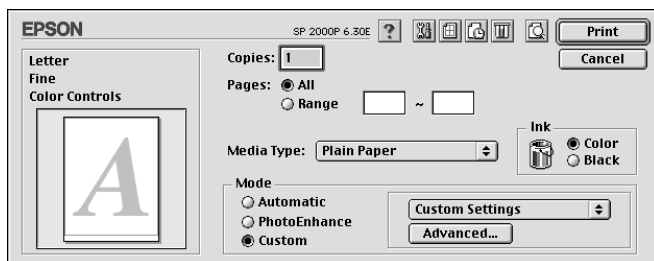 EPSON
SP 2000P 6.30E
?
Print
Cancel
Letter
Fine
Color Controls
A
Copies: 1
Pages: All
Range ~
Media Type: Plain Paper
Ink
Color
Black
Mode
Automatic
PhotoEnhance
Custom
Custom Settings
Advanced...